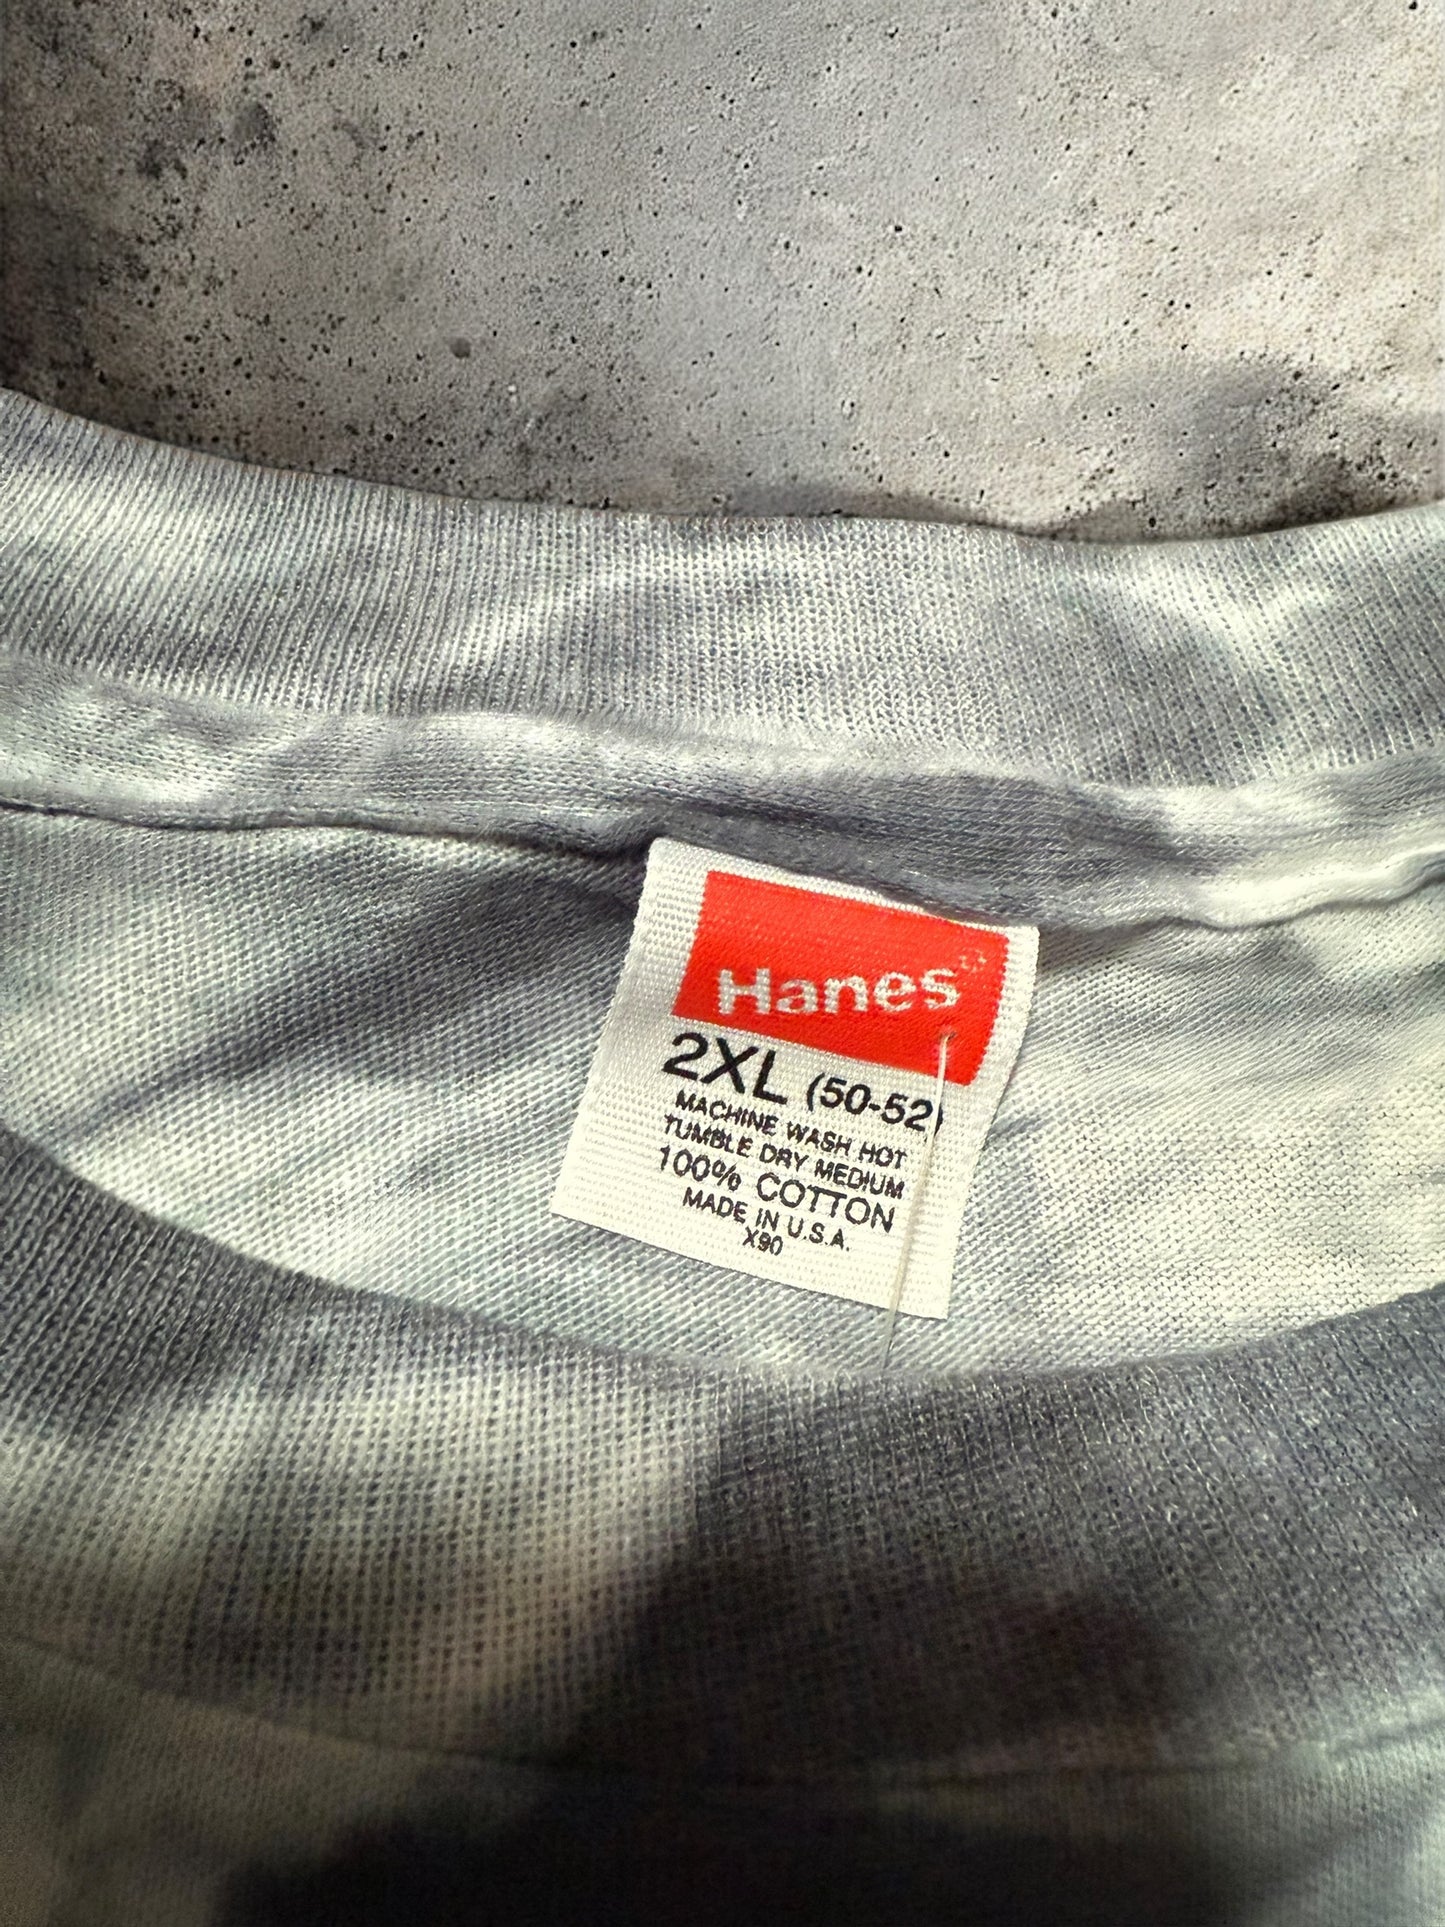 Hanes®
2XL (50-52)
MACHINE WASH HOT
TUMBLE DRY MEDIUM
100% COTTON
MADE IN U.S.A.
X90